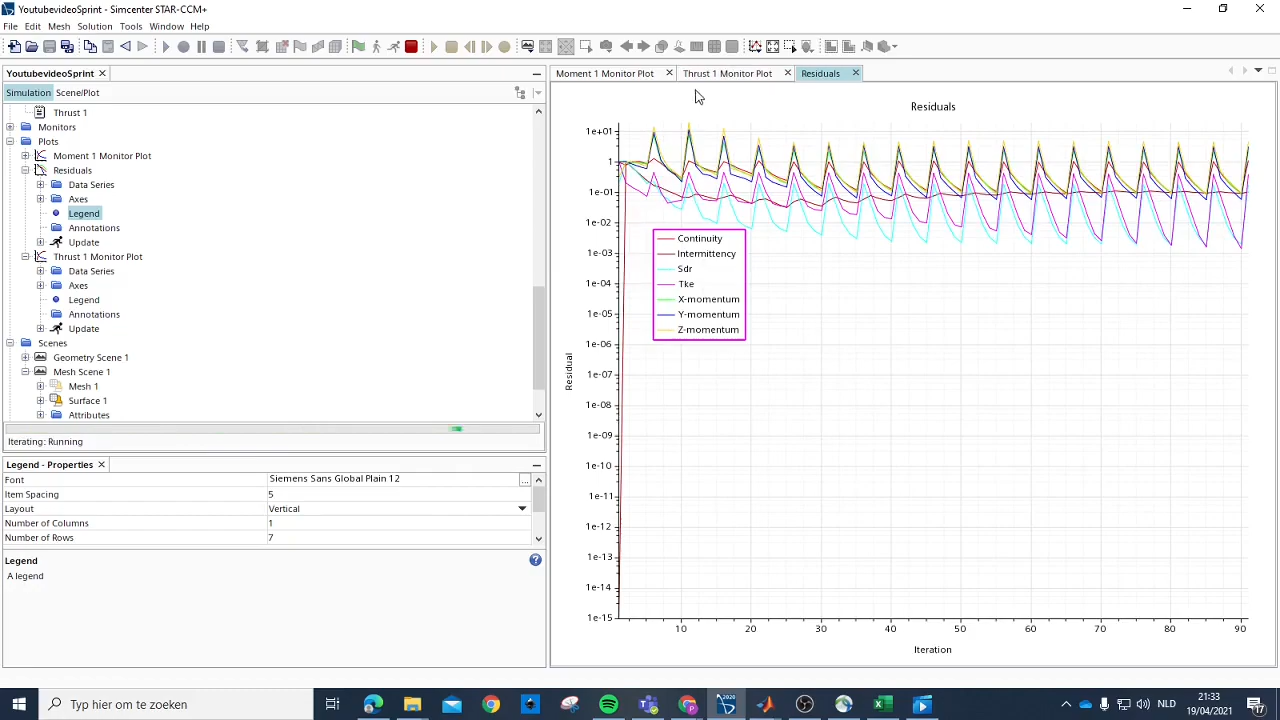 YoutubevideoSprint - Simcenter STAR-CCM+
File Edit Mesh Solution Tools Window Help
YoutubevideoSprint
Simulation Scene/Plot
Thrust 1
Monitors
Plots
Moment 1 Monitor Plot
Residuals
Data Series
Axes
Legend
Annotations
Update
Thrust 1 Monitor Plot
Data Series
Axes
Legend
Annotations
Update
Scenes
Geometry Scene 1
Mesh Scene 1
Mesh 1
Surface 1
Attributes
Iterating: Running
Legend - Properties
Font Siemens Sans Global Plain 12 ...
Item Spacing 5
Layout Vertical
Number of Columns 1
Number of Rows 7
Legend
A legend
Moment 1 Monitor Plot Thrust 1 Monitor Plot Residuals
Residuals
1e+01
1
1e-01
1e-02
1e-03
1e-04
1e-05
1e-06
1e-07
1e-08
1e-09
1e-10
1e-11
1e-12
1e-13
1e-14
1e-15
Residual
Continuity
Intermittency
Sdr
Tke
X-momentum
Y-momentum
Z-momentum
10 20 30 40 50 60 70 80 90
Iteration
Typ hier om te zoeken
2020
NLD
21:33
19/04/2021
17